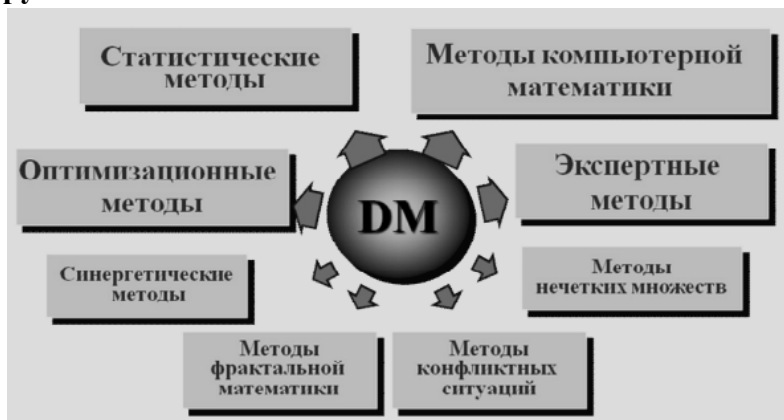 Статистические
методы
Методы компьютерной
математики
Оптимизационные
методы
DM
Экспертные
методы
Синергетические
методы
Методы
нечетких множеств
Методы
фрактальной
математики
Методы
конфликтных
ситуаций